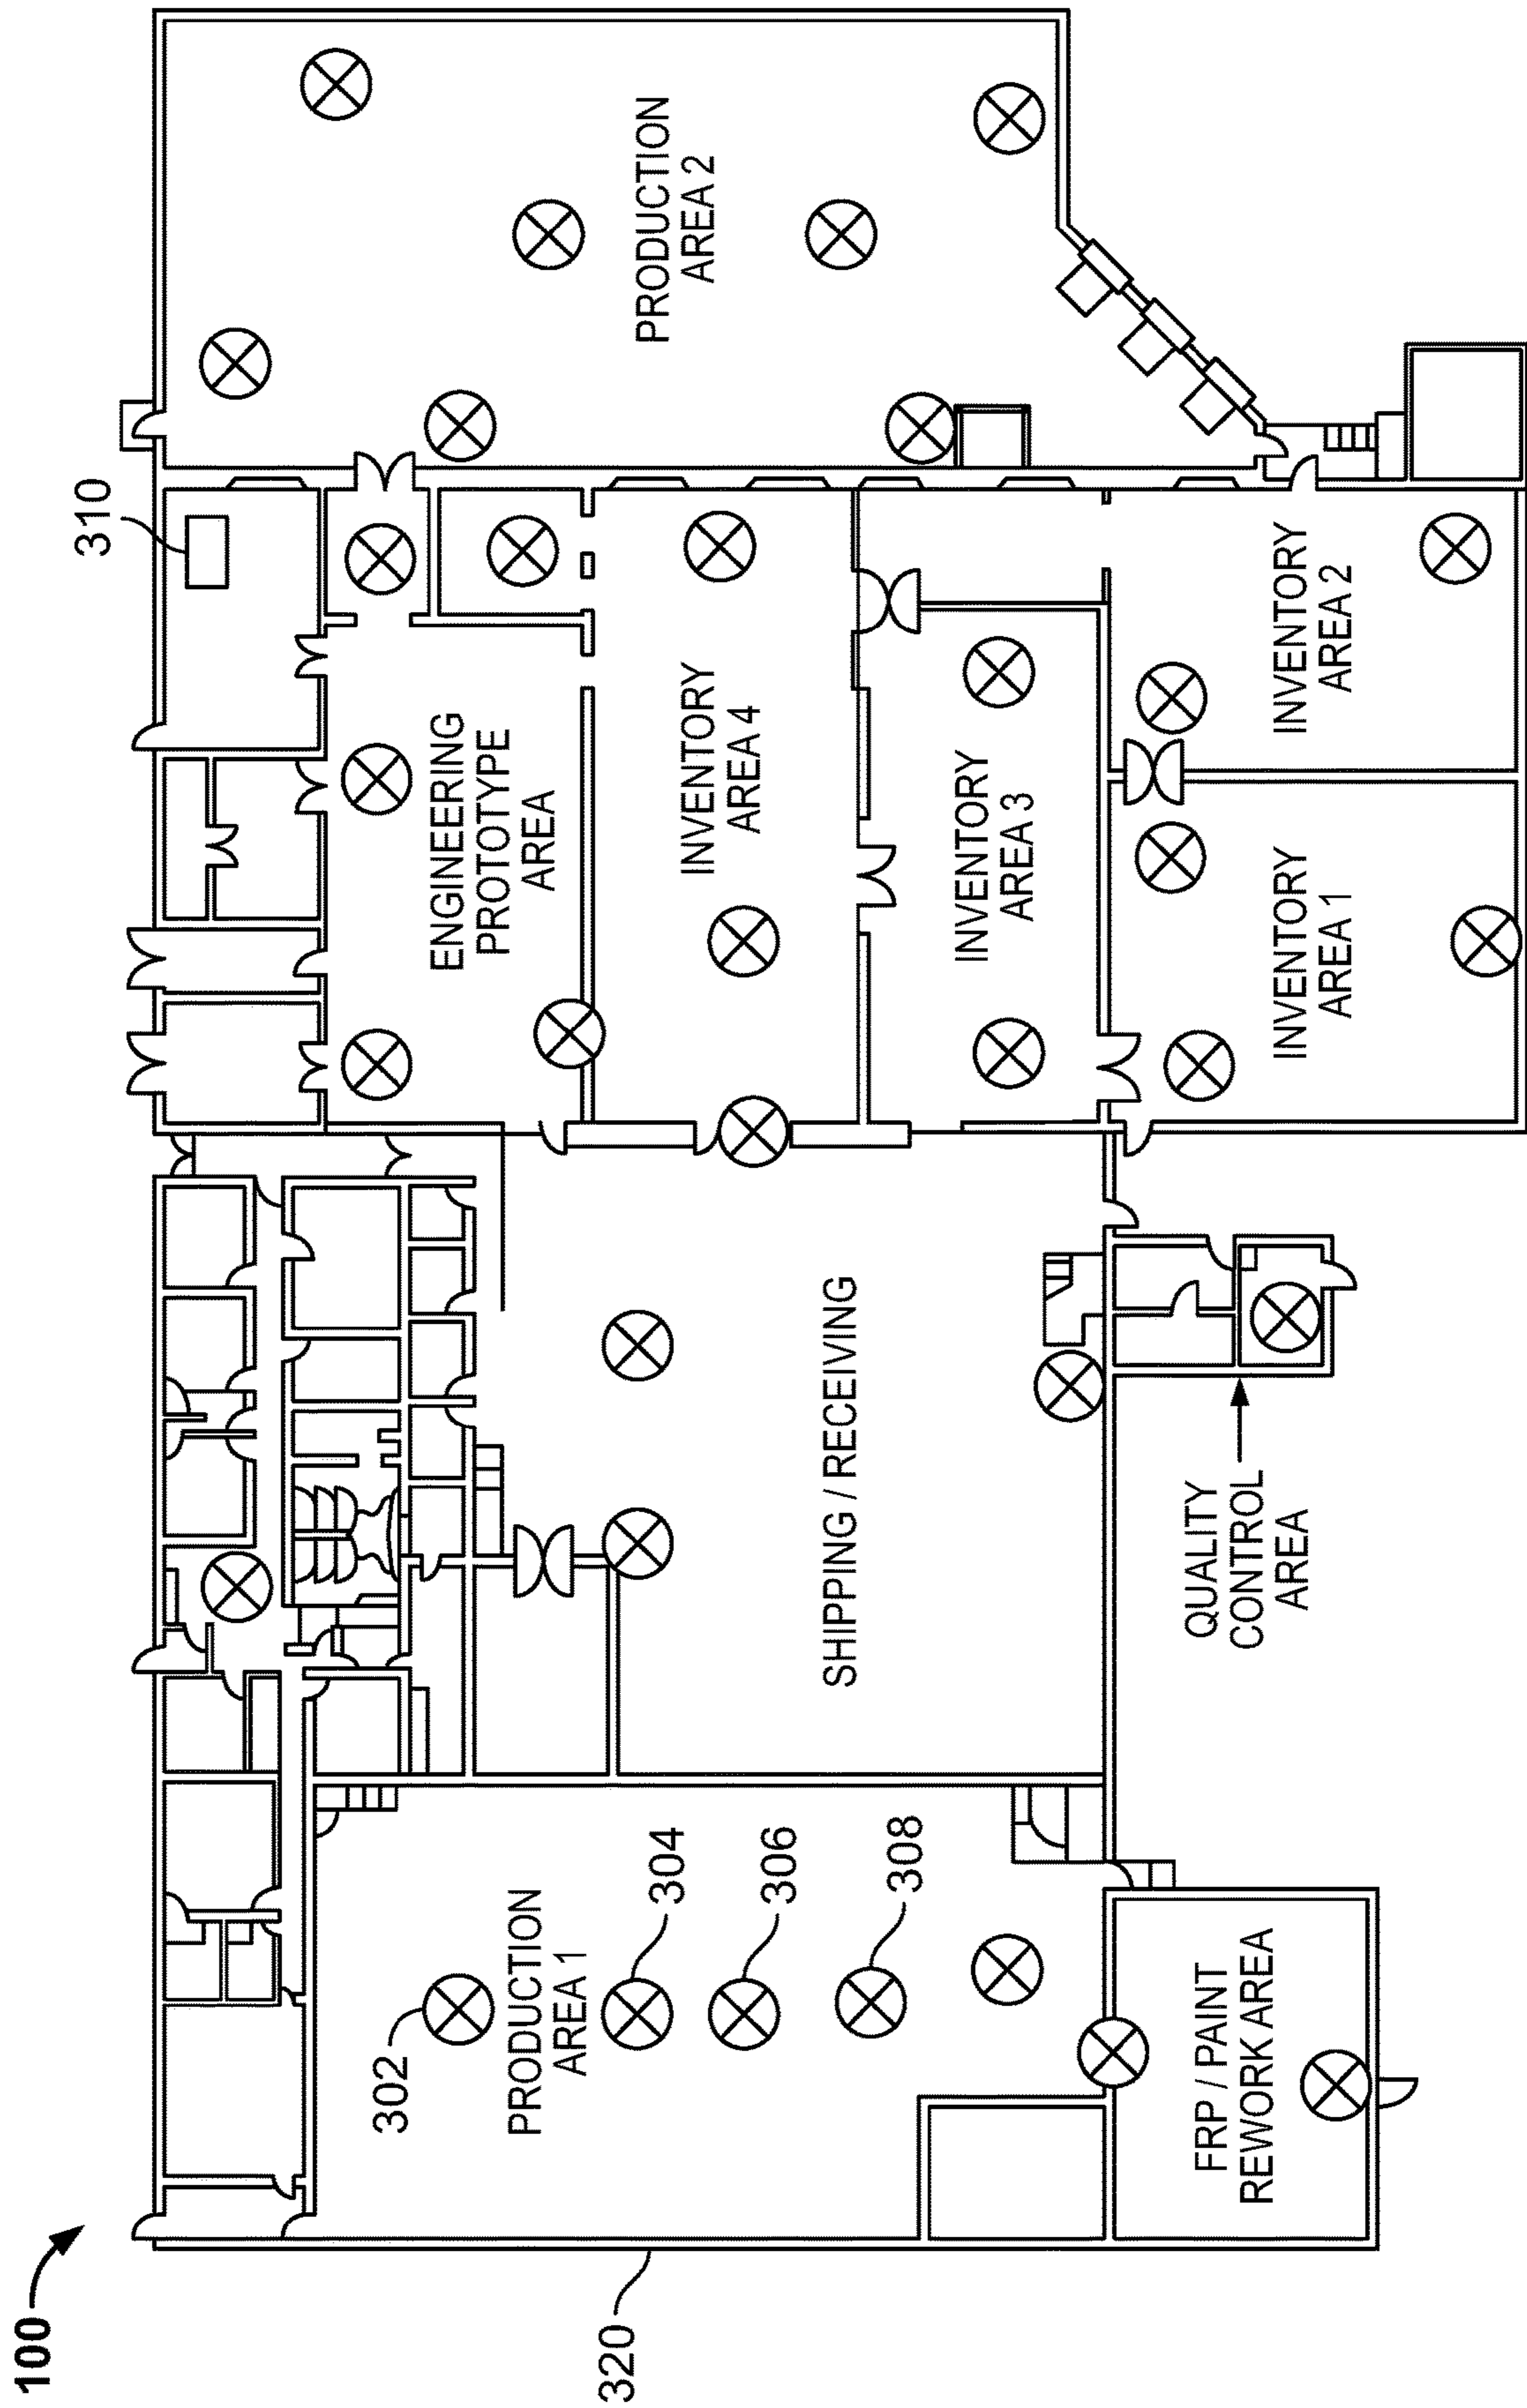 100
320
302
304
306
308
310
PRODUCTION
AREA 1
FRP / PAINT
REWORK AREA
SHIPPING / RECEIVING
QUALITY
CONTROL
AREA
ENGINEERING
PROTOTYPE
AREA
INVENTORY
AREA 4
INVENTORY
AREA 3
INVENTORY
AREA 1
INVENTORY
AREA 2
PRODUCTION
AREA 2